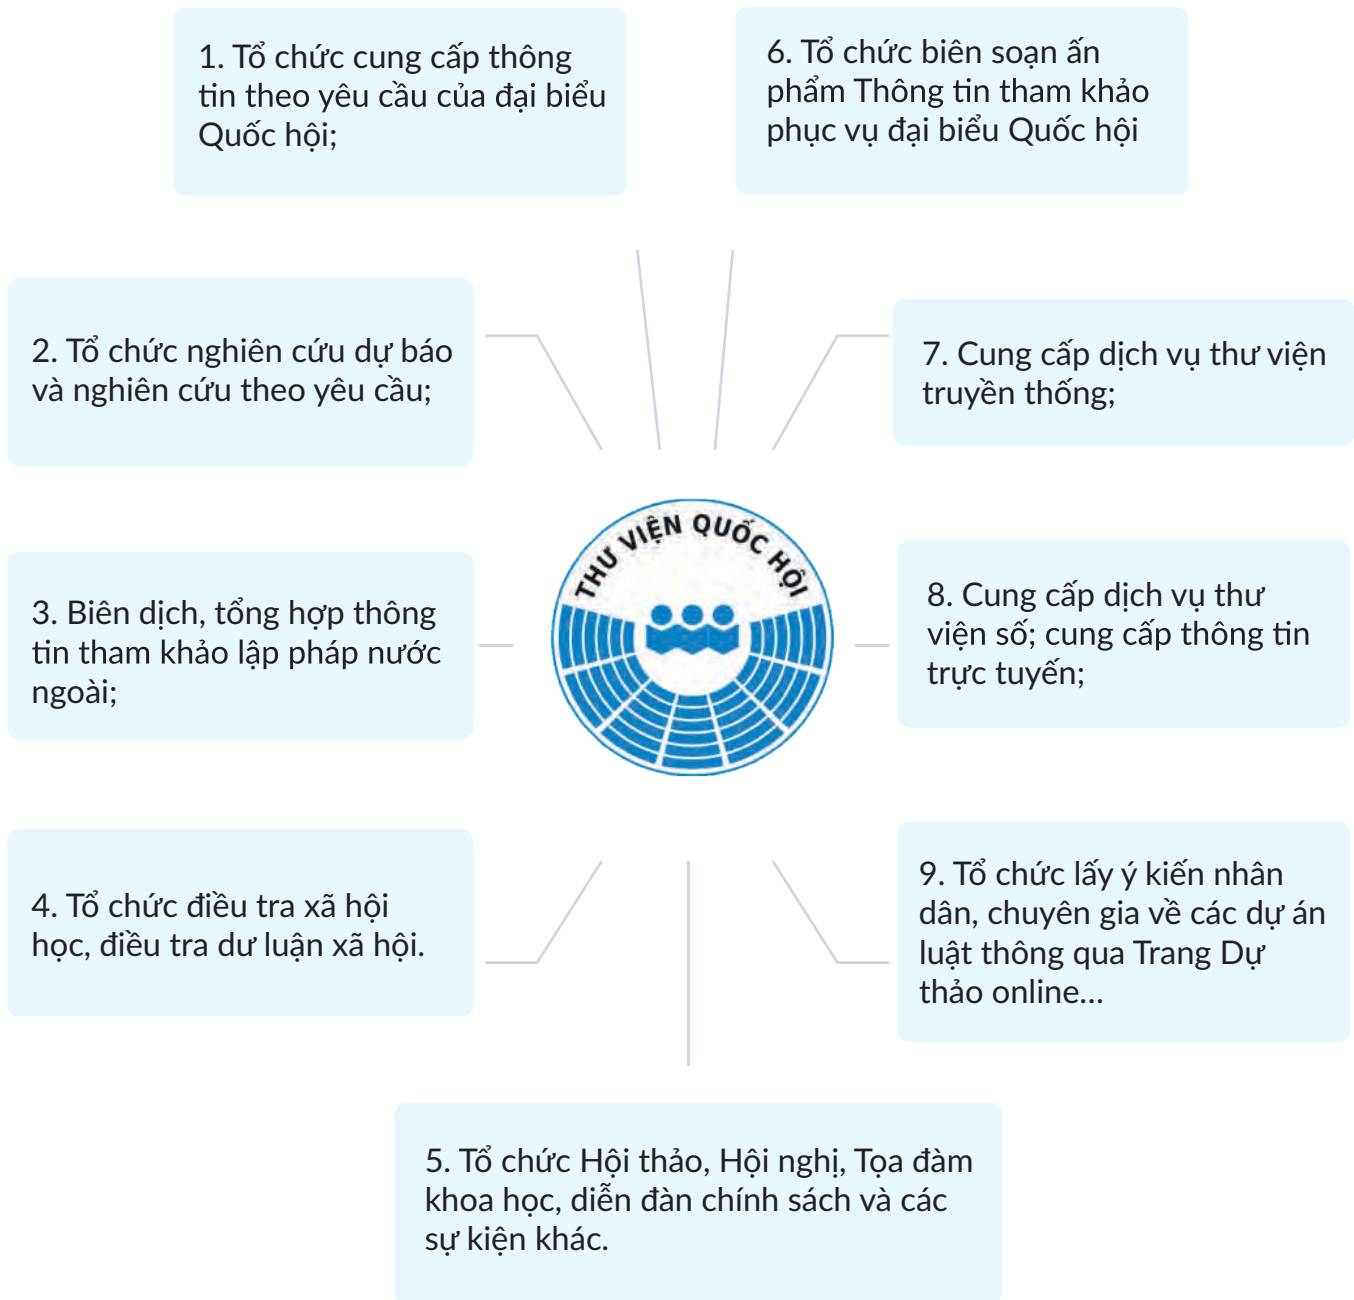 1. Tổ chức cung cấp thông
tin theo yêu cầu của đại biểu
Quốc hội;
6. Tổ chức biên soạn ấn
phẩm Thông tin tham khảo
phục vụ đại biểu Quốc hội
2. Tổ chức nghiên cứu dự báo
và nghiên cứu theo yêu cầu;
7. Cung cấp dịch vụ thư viện
truyền thống;
THƯ VIỆN QUỐC HỘI
3. Biên dịch, tổng hợp thông
tin tham khảo lập pháp nước
ngoài;
8. Cung cấp dịch vụ thư
viện số; cung cấp thông tin
trực tuyến;
4. Tổ chức điều tra xã hội
học, điều tra dư luận xã hội.
9. Tổ chức lấy ý kiến nhân
dân, chuyên gia về các dự án
luật thông qua Trang Dự
thảo online...
5. Tổ chức Hội thảo, Hội nghị, Tọa đàm
khoa học, diễn đàn chính sách và các
sự kiện khác.